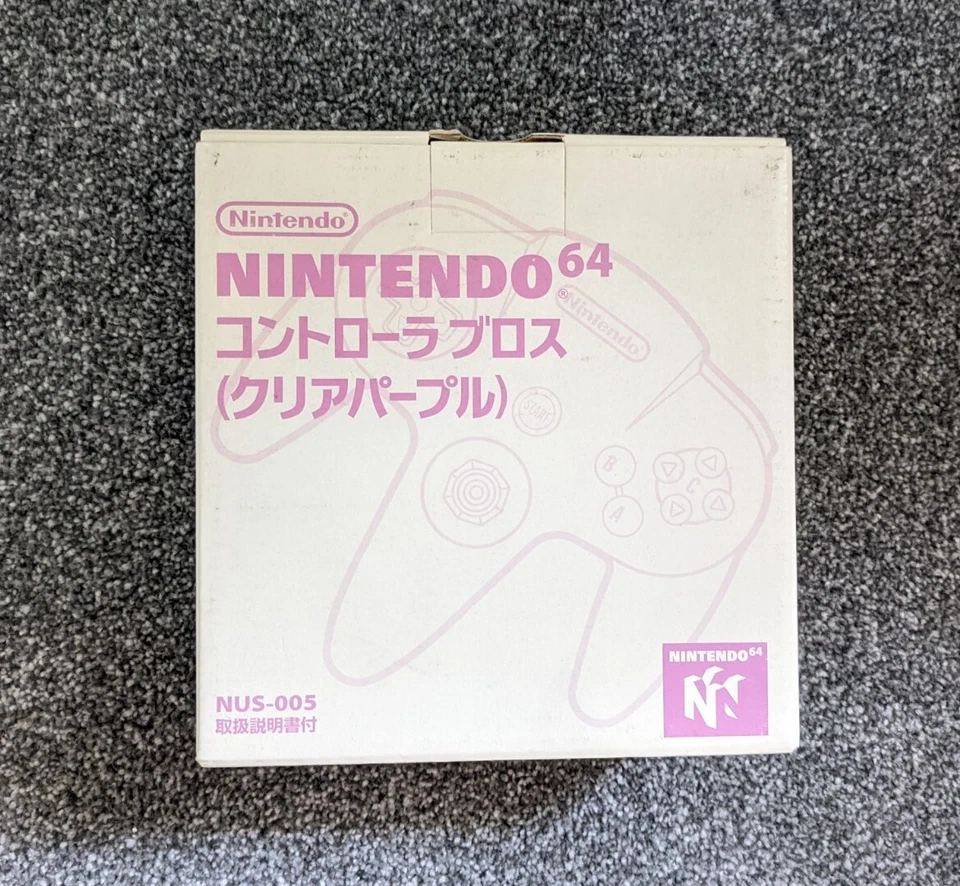 Nintendo®
NINTENDO64
®
コントローラ ブロス
(クリアパープル)
Nintendo®
START
B
A
C
NUS-005
取扱説明書付
NINTENDO64
N